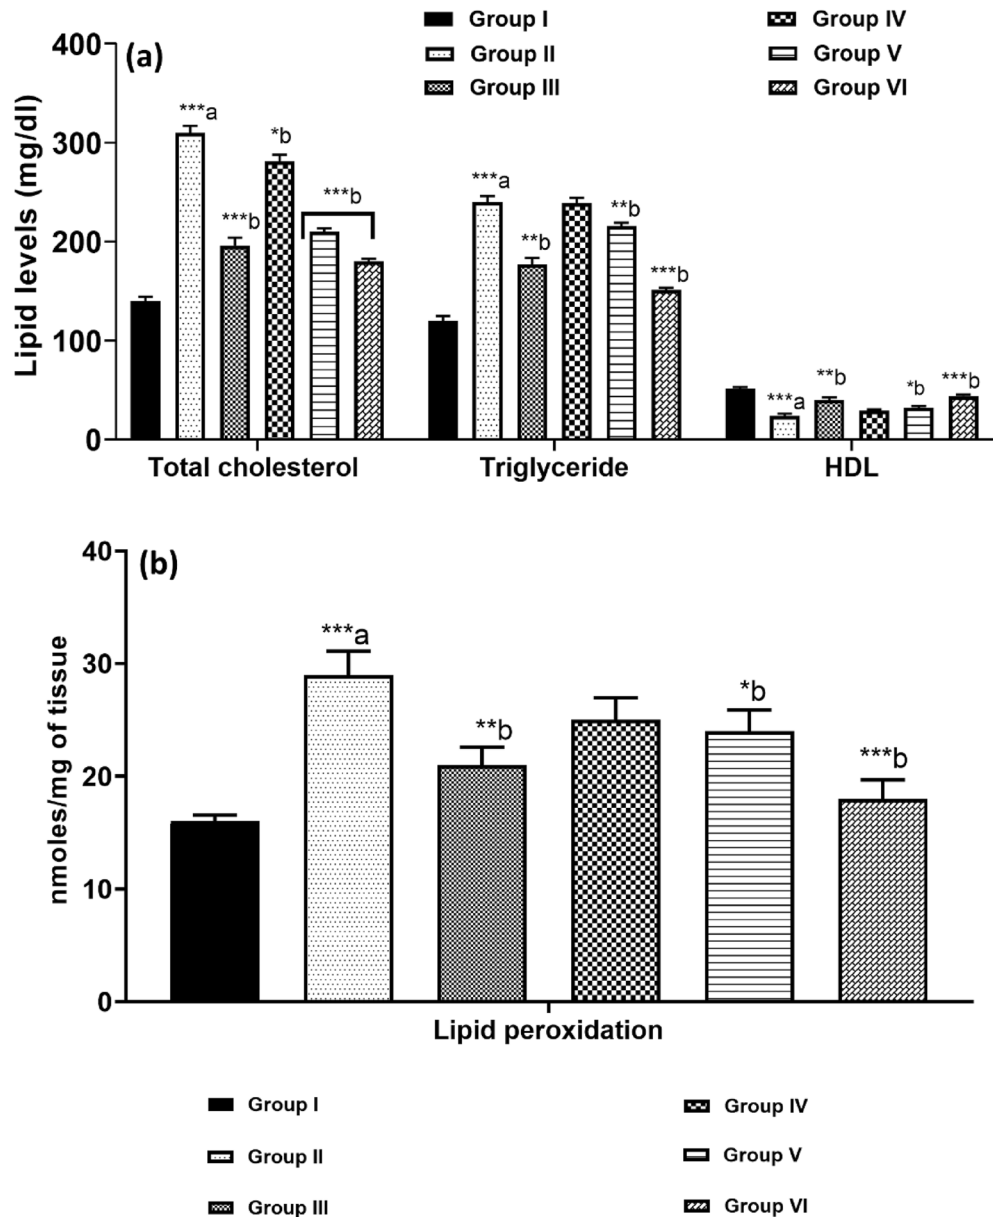 Group I
Group IV
Group II
Group V
Group III
Group VI
(a)
Lipid levels (mg/dl)
400
300
200
100
0
***a
***b
*b
***b
***a
**b
**b
***b
***a
**b
*b
***b
Total cholesterol
Triglyceride
HDL
(b)
nmoles/mg of tissue
40
30
20
10
0
***a
**b
*b
***b
Lipid peroxidation
Group I
Group IV
Group II
Group V
Group III
Group VI